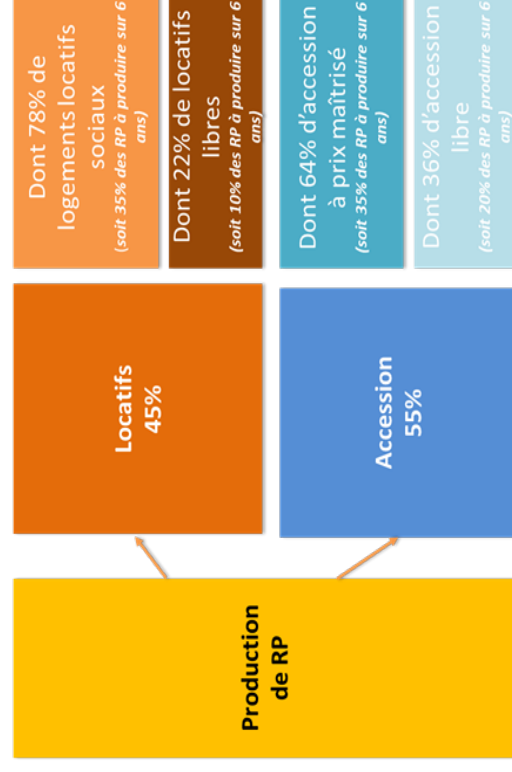 Production
de RP
Locatifs
45%
Accession
55%
Dont 78% de
logements locatifs
sociaux
(soit 35% des RP à produire sur 6
ans)
Dont 22% de locatifs
libres
(soit 10% des RP à produire sur 6
ans)
Dont 64% d'accession
à prix maîtrisé
(soit 35% des RP à produire sur 6
ans)
Dont 36% d'accession
libre
(soit 20% des RP à produire sur 6
ans)